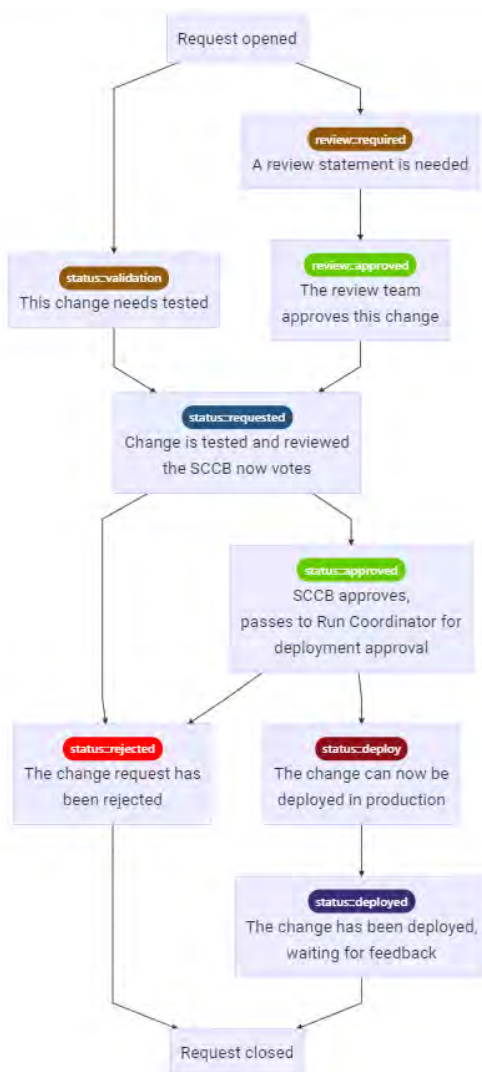 Request opened
review::required
A review statement is needed
status::validation
This change needs tested
review::approved
The review team
approves this change
status::requested
Change is tested and reviewed
the SCCB now votes
status::approved
SCCB approves,
passes to Run Coordinator for
deployment approval
status::rejected
The change request has
been rejected
status::deploy
The change can now be
deployed in production
status::deployed
The change has been deployed,
waiting for feedback
Request closed